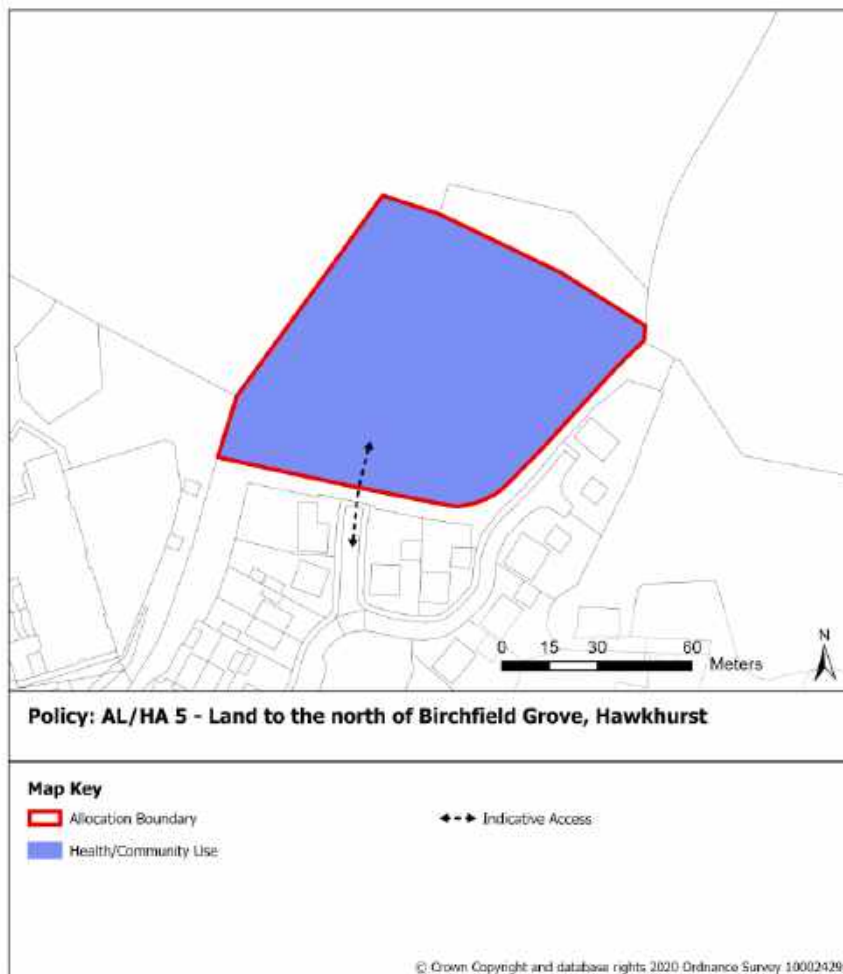 N
0 15 30 60
Meters
Policy: AL/HA 5 - Land to the north of Birchfield Grove, Hawkhurst
Map Key
Allocation Boundary
Indicative Access
Health/Community Use
© Crown Copyright and database rights 2020 Ordnance Survey 10002429